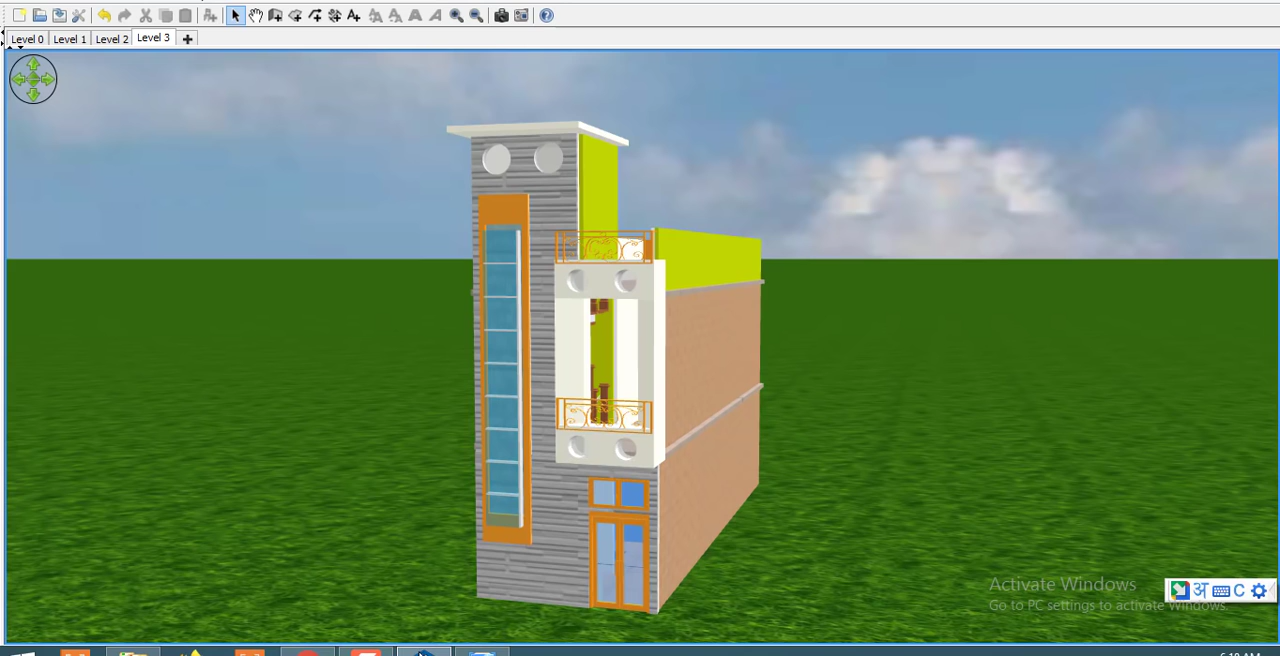 Level 0 Level 1 Level 2 Level 3
Activate Windows
Go to PC settings to activate Windows.
अ C